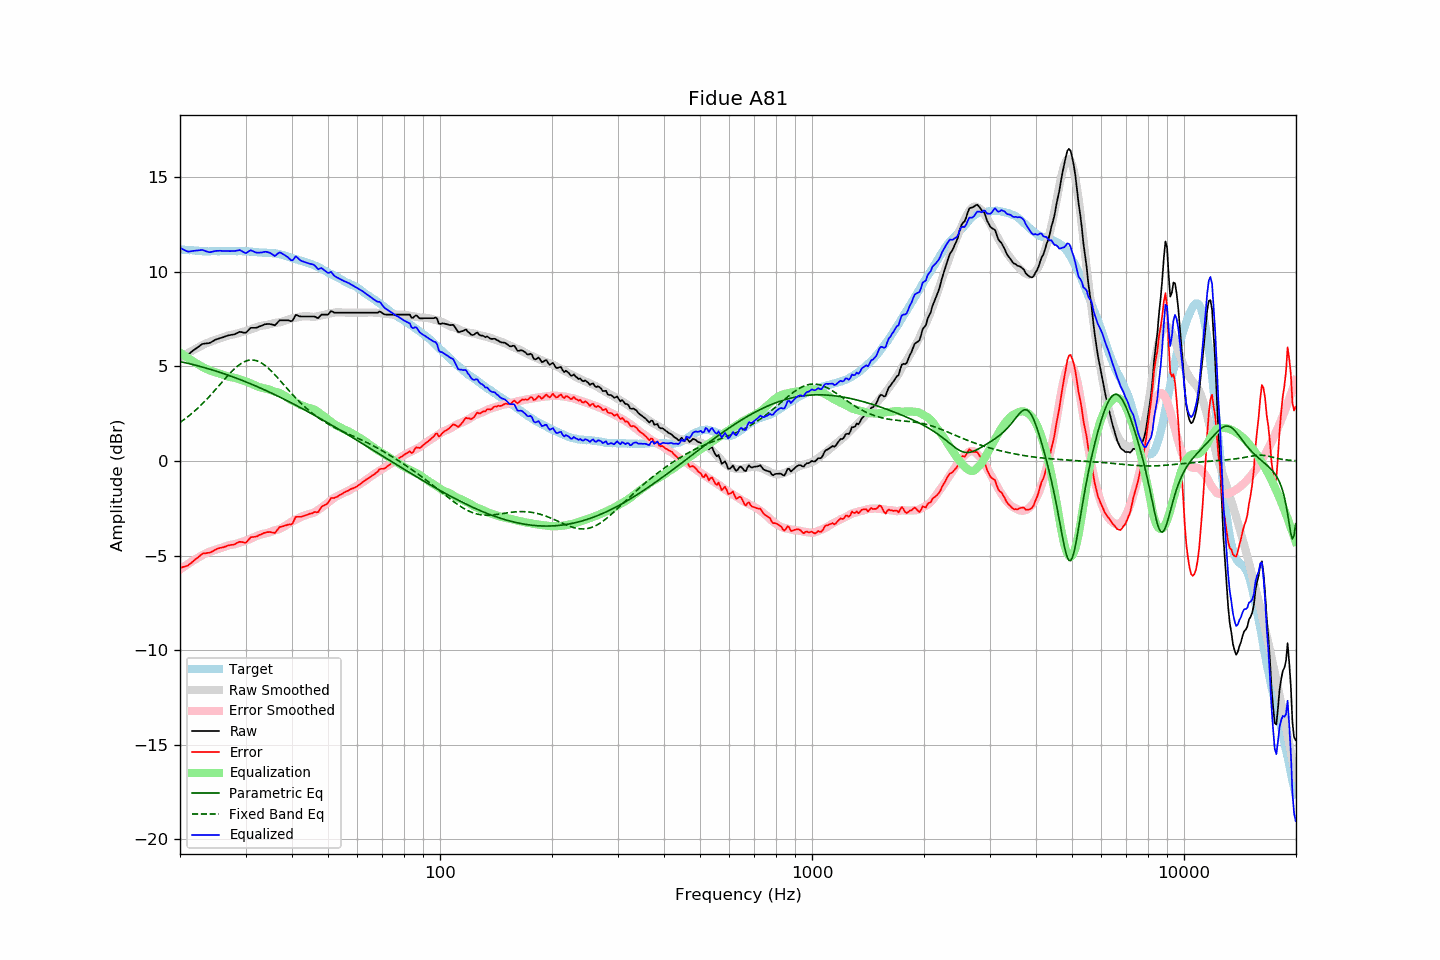 Fidue A81
Amplitude (dBr)
15
10
5
0
−5
−10
−15
−20
Target
Raw Smoothed
Error Smoothed
Raw
Error
Equalization
Parametric Eq
Fixed Band Eq
Equalized
100
1000
10000
Frequency (Hz)